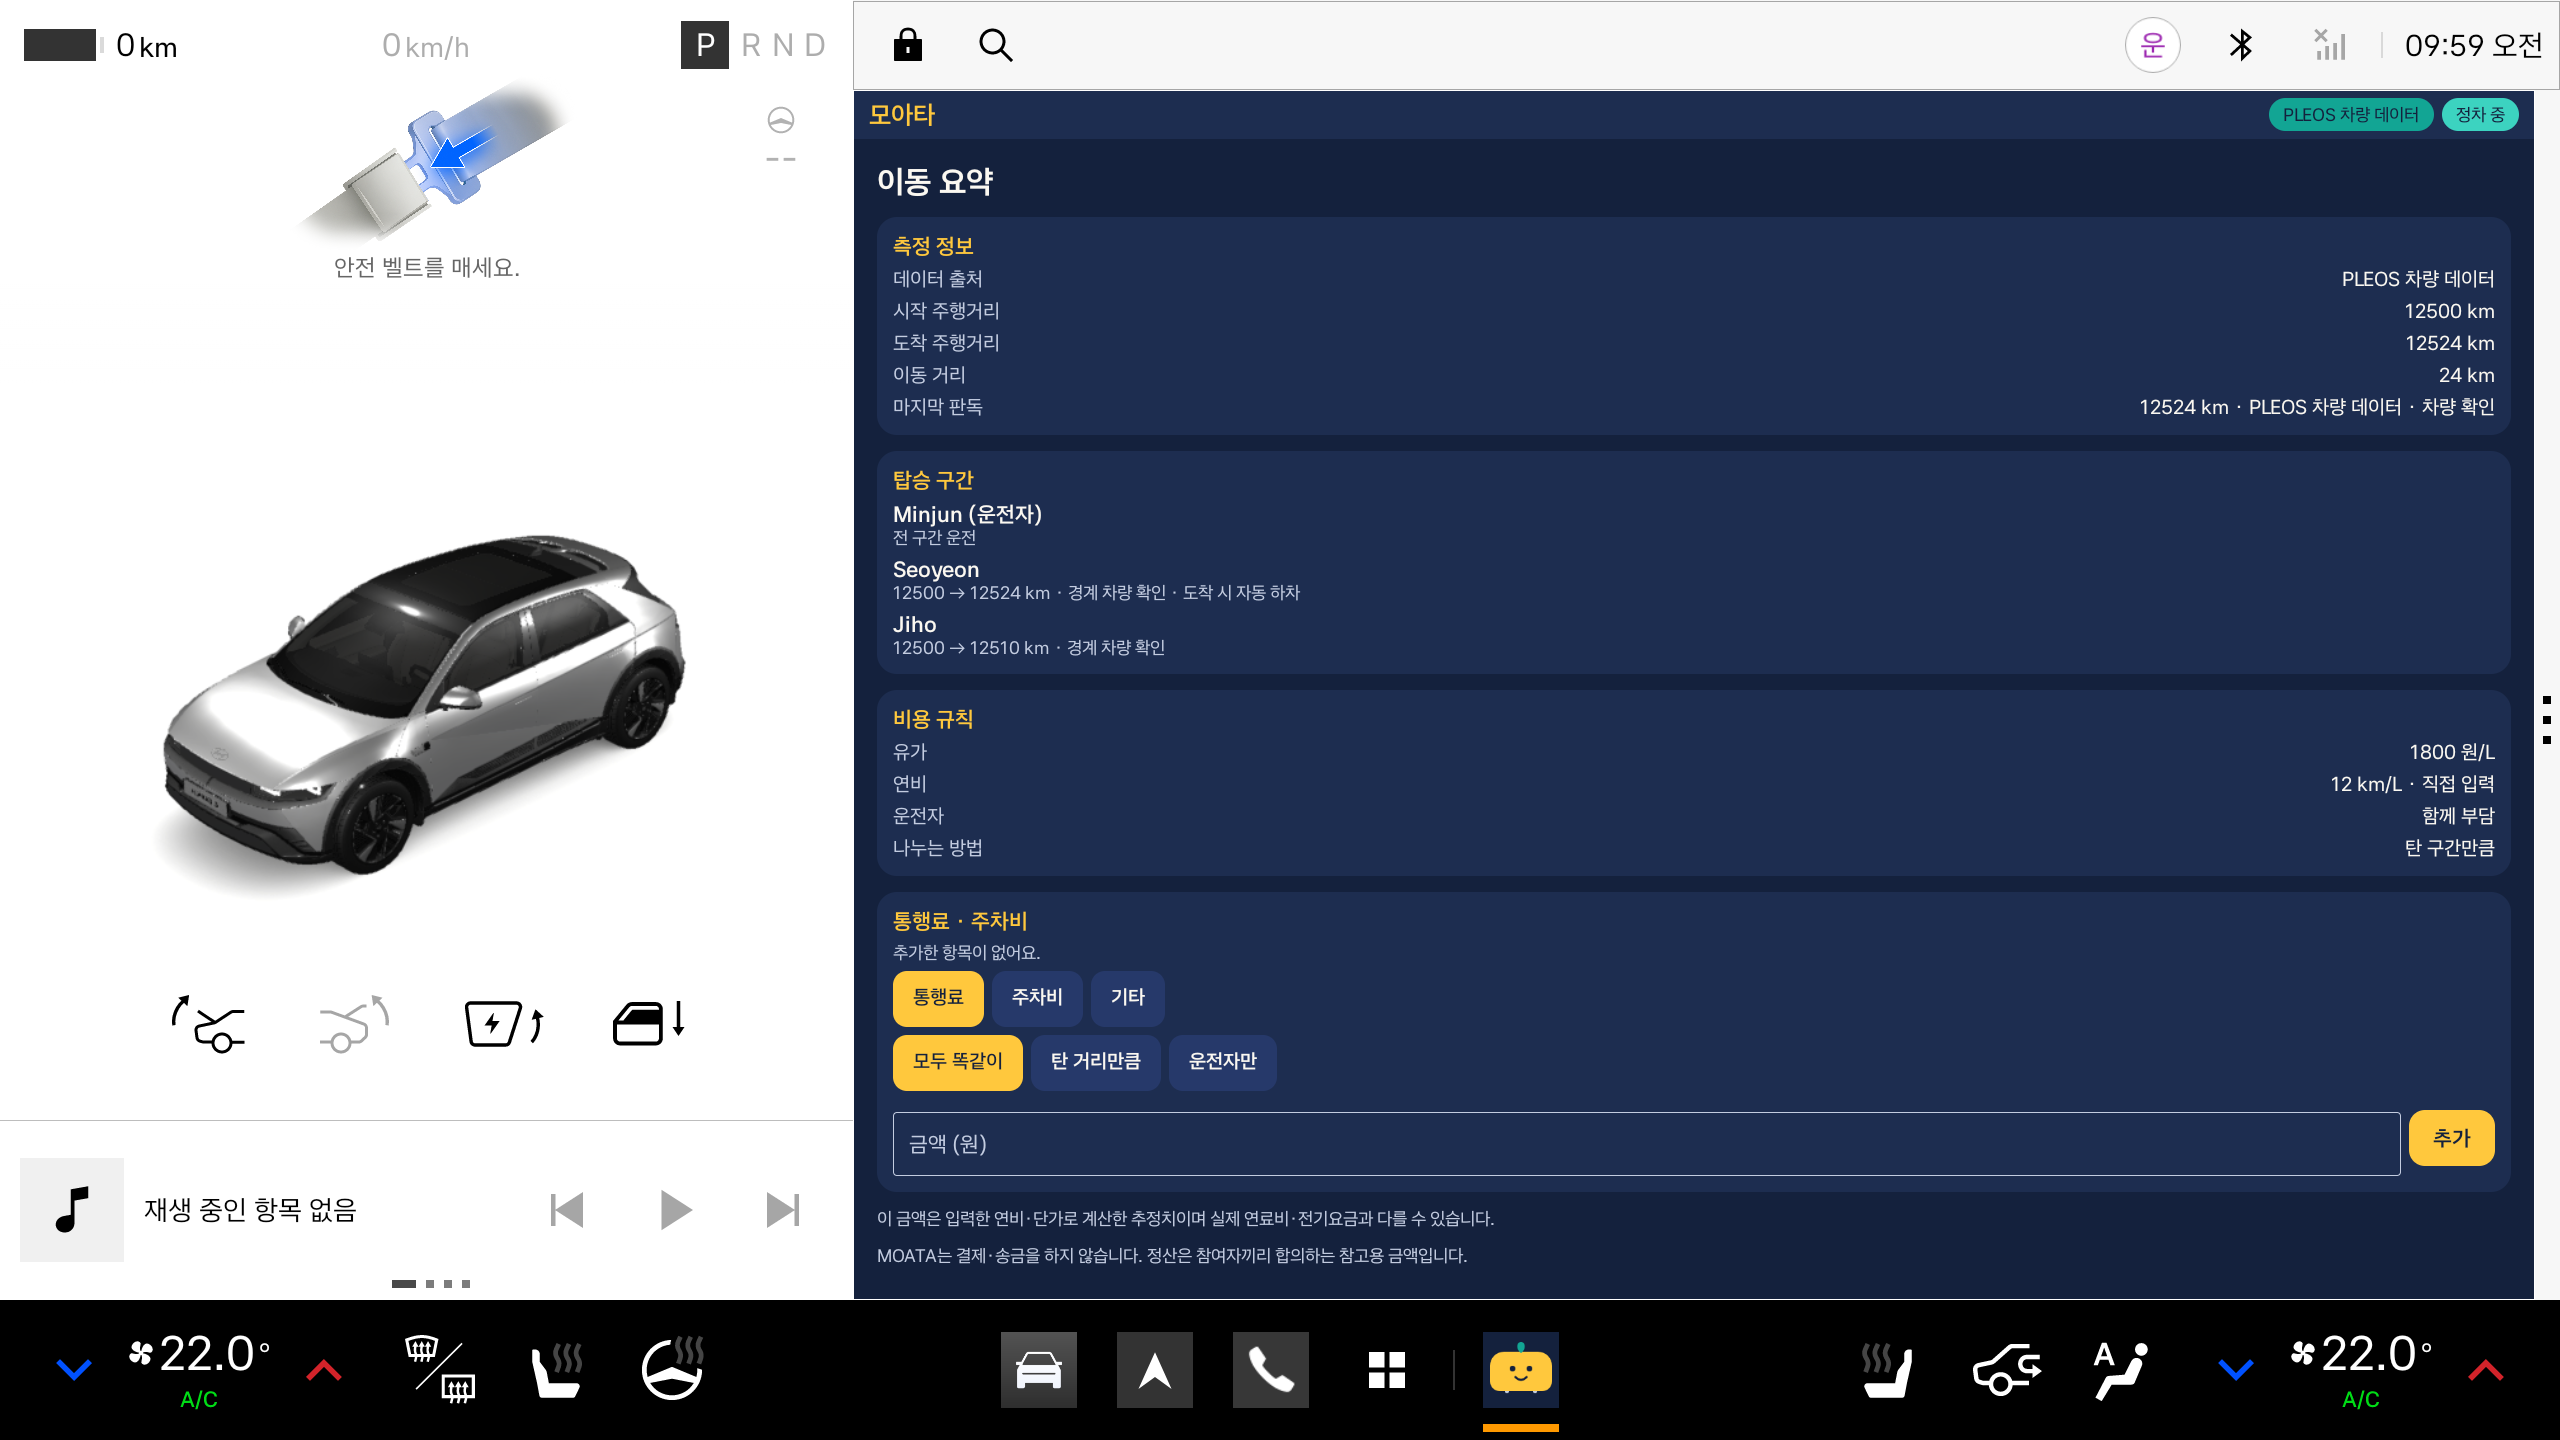 0 km
0 km/h
P R N D
안전 벨트를 매세요.
재생 중인 항목 없음
운
09:59 오전
모아타
PLEOS 차량 데이터
정차 중
이동 요약
측정 정보
데이터 출처 PLEOS 차량 데이터
시작 주행거리 12500 km
도착 주행거리 12524 km
이동 거리 24 km
마지막 판독 12524 km · PLEOS 차량 데이터 · 차량 확인
탑승 구간
Minjun (운전자)
전 구간 운전
Seoyeon
12500 → 12524 km · 경계 차량 확인 · 도착 시 자동 하차
Jiho
12500 → 12510 km · 경계 차량 확인
비용 규칙
유가 1800 원/L
연비 12 km/L · 직접 입력
운전자 함께 부담
나누는 방법 탄 구간만큼
통행료 · 주차비
추가한 항목이 없어요.
통행료 주차비 기타
모두 똑같이 탄 거리만큼 운전자만
금액 (원) 추가
이 금액은 입력한 연비·단가로 계산한 추정치이며 실제 연료비·전기요금과 다를 수 있습니다.
MOATA는 결제·송금을 하지 않습니다. 정산은 참여자끼리 합의하는 참고용 금액입니다.
22.0°
A/C
A
22.0°
A/C